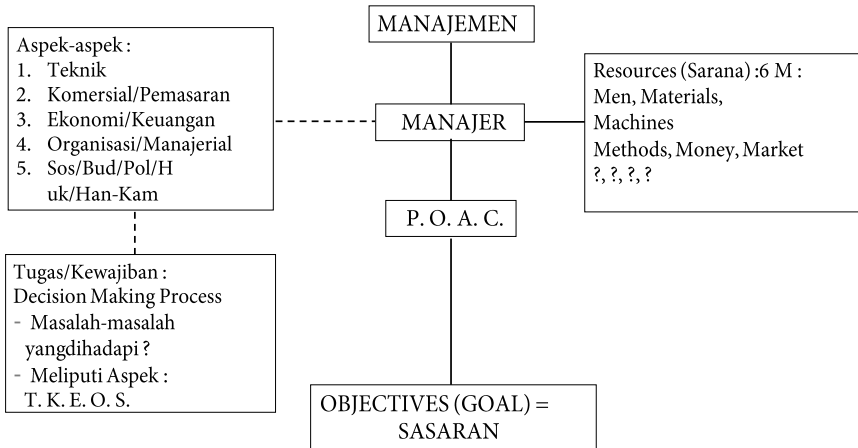 MANAJEMEN
Aspek-aspek :
1. Teknik
2. Komersial/Pemasaran
3. Ekonomi/Keuangan
4. Organisasi/Manajerial
5. Sos/Bud/Pol/H
uk/Han-Kam
MANAJER
Resources (Sarana) :6 M :
Men, Materials,
Machines
Methods, Money, Market
?, ?, ?, ?
P. O. A. C.
Tugas/Kewajiban :
Decision Making Process
- Masalah-masalah
yangdihadapi ?
- Meliputi Aspek :
T. K. E. O. S.
OBJECTIVES (GOAL) =
SASARAN